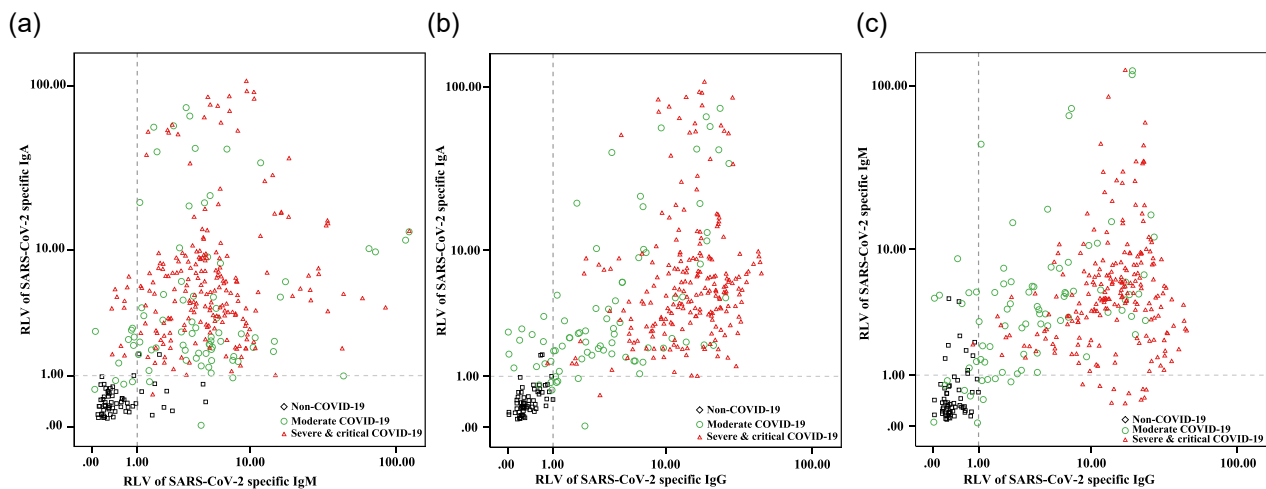 (a)
(b)
(c)
RLV of SARS-CoV-2 specific IgA
100.00
10.00
1.00
.00
Non-COVID-19
Moderate COVID-19
Severe & critical COVID-19
.00 1.00 10.00 100.00
RLV of SARS-CoV-2 specific IgM
RLV of SARS-CoV-2 specific IgA
100.00
10.00
1.00
.00
Non-COVID-19
Moderate COVID-19
Severe & critical COVID-19
.00 1.00 10.00 100.00
RLV of SARS-CoV-2 specific IgG
RLV of SARS-CoV-2 specific IgM
100.00
10.00
1.00
.00
Non-COVID-19
Moderate COVID-19
Severe & critical COVID-19
.00 1.00 10.00 100.00
RLV of SARS-CoV-2 specific IgG